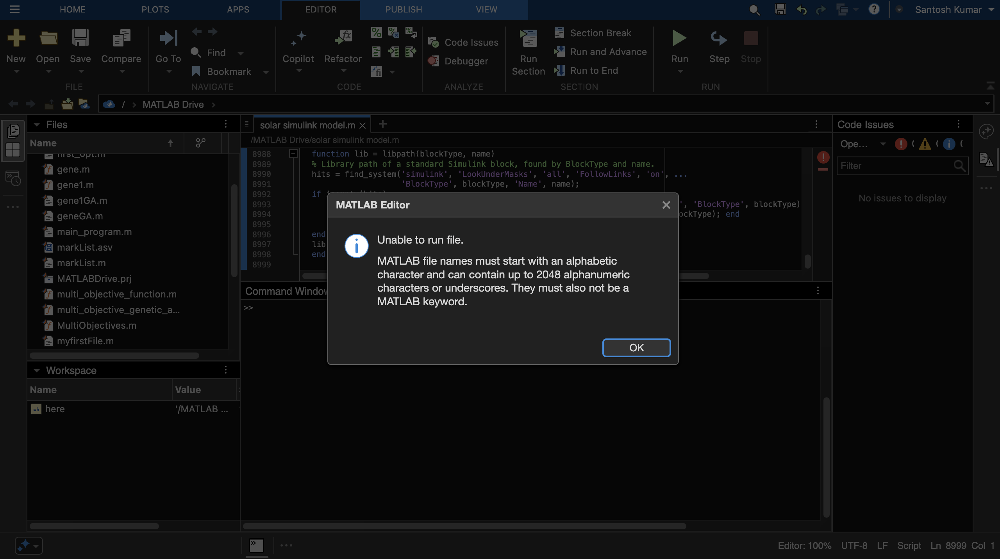 HOME PLOTS APPS EDITOR PUBLISH VIEW Santosh Kumar
New Open Save Compare
FILE
Go To Find Bookmark
NAVIGATE
Copilot Refactor
CODE
Code Issues
Debugger
ANALYZE
Run Section
Section Break
Run and Advance
Run to End
SECTION
Run Step Stop
RUN
/ MATLAB Drive
Files
Name
gene.m
gene1.m
gene1GA.m
geneGA.m
main_program.m
markList.asv
markList.m
MATLABDrive.prj
multi_objective_function.m
multi_objective_genetic_a...
MultiObjectives.m
myfirstFile.m
Workspace
Name Value
here '/MATLAB ...
solar simulink model.m
/MATLAB Drive/solar simulink model.m
8988 function lib = libpath(blockType, name)
8989 % Library path of a standard Simulink block, found by BlockType and name.
8990 hits = find_system('simulink', 'LookUnderMasks', 'all', 'FollowLinks', 'on', ...
8991 'BlockType', blockType, 'Name', name);
8992 if
8993 ', 'BlockType', blockType)
8994 ockType); end
8995
8996 end
8997 lib
8998 end
8999
MATLAB Editor
Unable to run file.
MATLAB file names must start with an alphabetic
character and can contain up to 2048 alphanumeric
characters or underscores. They must also not be a
MATLAB keyword.
OK
Command Window
>>
Code Issues
Ope...
Filter
No issues to display
Editor: 100% UTF-8 LF Script Ln 8999 Col 1